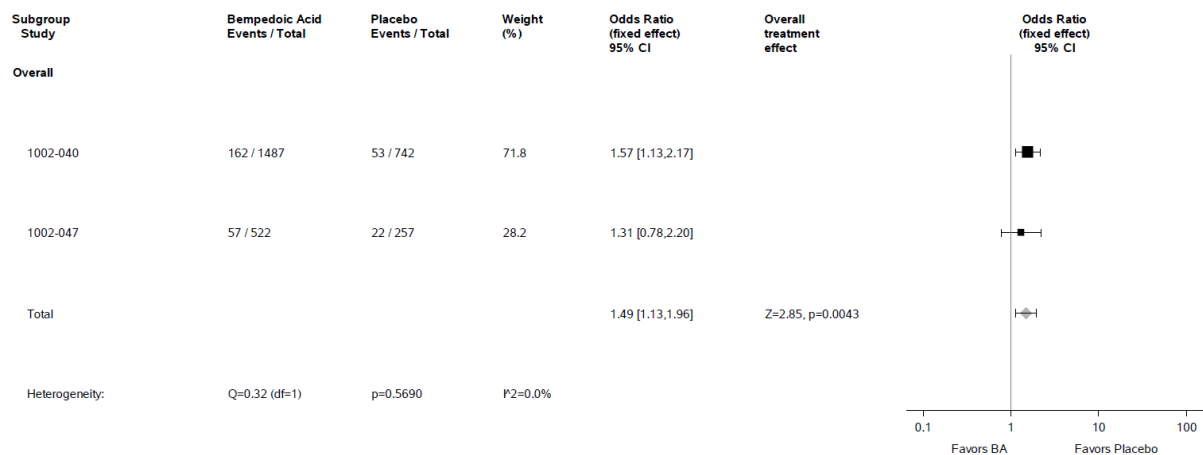 Subgroup
Study
Bempedoic Acid
Events / Total
Placebo
Events / Total
Weight
(%)
Odds Ratio
(fixed effect)
95% CI
Overall
treatment
effect
Odds Ratio
(fixed effect)
95% CI
Overall
1002-040 162 / 1487 53 / 742 71.8 1.57 [1.13,2.17]
1002-047 57 / 522 22 / 257 28.2 1.31 [0.78,2.20]
Total 1.49 [1.13,1.96] Z=2.85, p=0.0043
Heterogeneity: Q=0.32 (df=1) p=0.5690 I^2=0.0%
0.1 1 10 100
Favors BA Favors Placebo